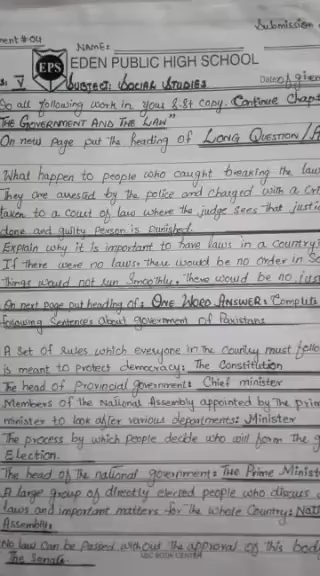 Submission
ment #04
NAME:
EPS
EDEN PUBLIC HIGH SCHOOL
S, V SUBJECT: SOCIAL STUDIES Date of given
Do all following work in your S.St copy. Continue Chap
THE GOVERNMENT AND THE LAW"
On new page put the heading of LONG QUESTION/A
What happen to people who caught breaking the law
They are arrested by the police and charged with a cri
taken to a court of law where the judge sees that justi
done and guilty person is punished.
Explain why it is important to have laws in a country
If there were no laws. There would be no order in So
Things would not run smoothly, there would be no jus
On next page put heading of: ONE WORD ANSWER: Complete
following sentences about government of Pakistan:
A set of rules which everyone in the country must follo
is meant to protect democracy: The Constitution
The head of Provincial government: Chief minister
Members of the National Assembly appointed by the prim
minister to look after various departments: Minister
The process by which people decide who will form the g
Election.
The head of the national government: The Prime Minist
A large group of directly elected people who discuss
laws and important matters for the whole country: Nati
Assembly:
No law can be passed without the approval of this body
The Senate.
BOOK CENTER